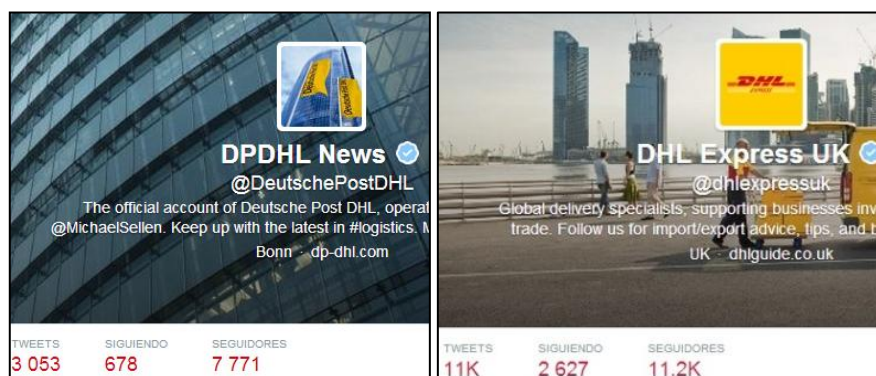 DPDHL News
@DeutschePostDHL
The official account of Deutsche Post DHL, operat
@MichaelSellen. Keep up with the latest in #logistics. M
Bonn · dp-dhl.com
TWEETS SIGUIENDO SEGUIDORES
3 053 678 7 771
DHL
EXPRESS
DHL Express UK
@dhlexpressuk
Global delivery specialists, supporting businesses inv
trade. Follow us for import/export advice, tips, and b
UK · dhlguide.co.uk
TWEETS SIGUIENDO SEGUIDORES
11K 2 627 11.2K